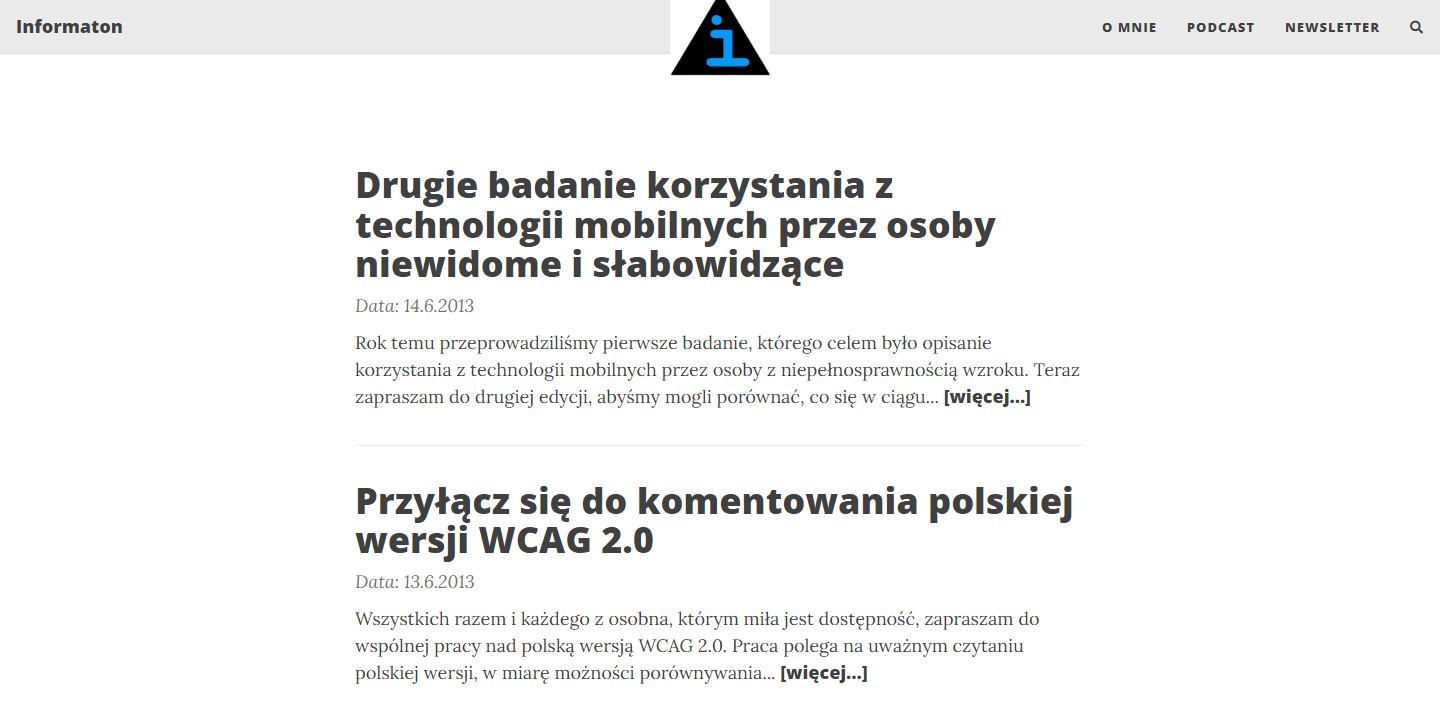 Informaton
i
O MNIE
PODCAST
NEWSLETTER
Drugie badanie korzystania z
technologii mobilnych przez osoby
niewidome i słabowidzące
Data: 14.6.2013
Rok temu przeprowadziliśmy pierwsze badanie, którego celem było opisanie
korzystania z technologii mobilnych przez osoby z niepełnosprawnością wzroku. Teraz
zapraszam do drugiej edycji, abyśmy mogli porównać, co się w ciągu... [więcej...]
Przyłącz się do komentowania polskiej
wersji WCAG 2.0
Data: 13.6.2013
Wszystkich razem i każdego z osobna, którym miła jest dostępność, zapraszam do
wspólnej pracy nad polską wersją WCAG 2.0. Praca polega na uważnym czytaniu
polskiej wersji, w miarę możności porównywania... [więcej...]